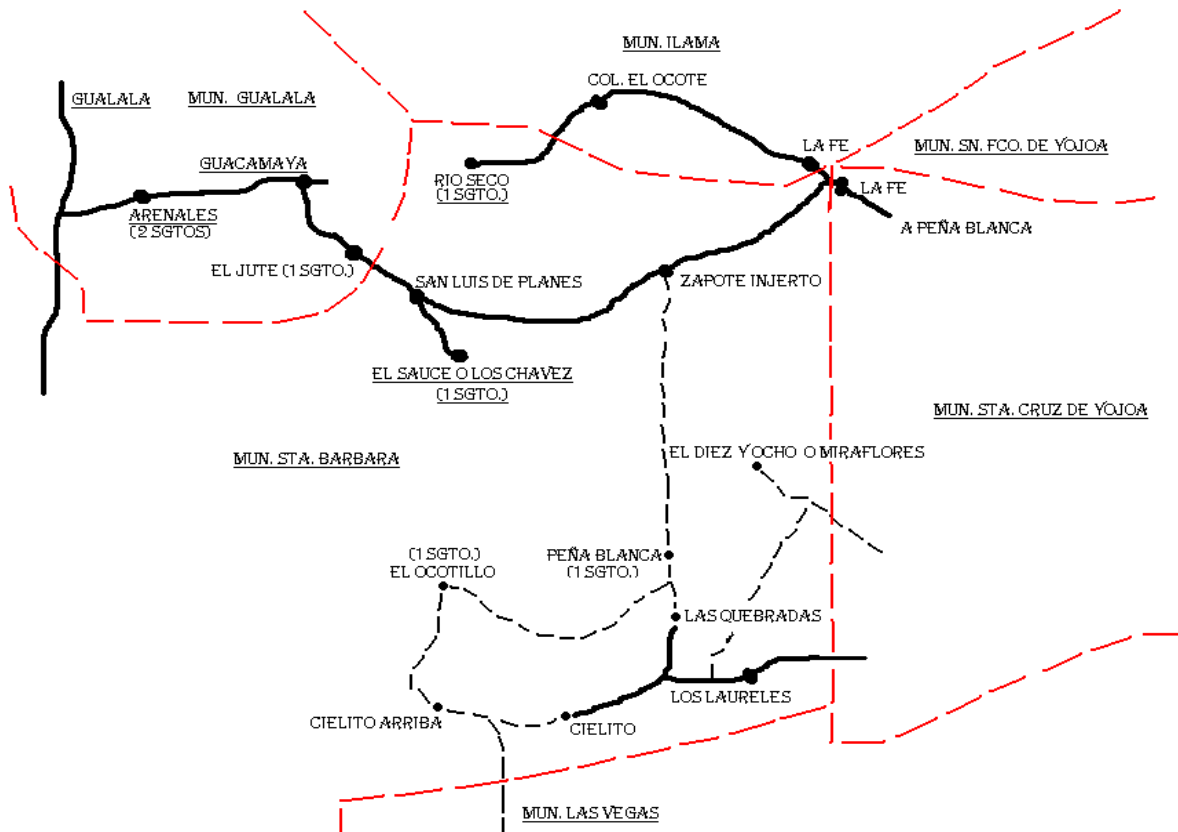 MUN. ILAMA
COL. EL OCOTE
GUALALA
MUN. GUALALA
LA FE
MUN. SN. FCO. DE YOJOA
GUACAMAYA
RIO SECO
(1 SGTO.)
LA FE
ARENALES
(2 SGTOS)
A PEÑA BLANCA
EL JUTE (1 SGTO.)
SAN LUIS DE PLANES
ZAPOTE INJERTO
EL SAUCE O LOS CHAVEZ
(1 SGTO.)
MUN. STA. CRUZ DE YOJOA
MUN. STA. BARBARA
EL DIEZ Y OCHO O MIRAFLORES
(1 SGTO.)
EL OCOTILLO
PEÑA BLANCA
(1 SGTO.)
LAS QUEBRADAS
LOS LAURELES
CIELITO ARRIBA
CIELITO
MUN. LAS VEGAS